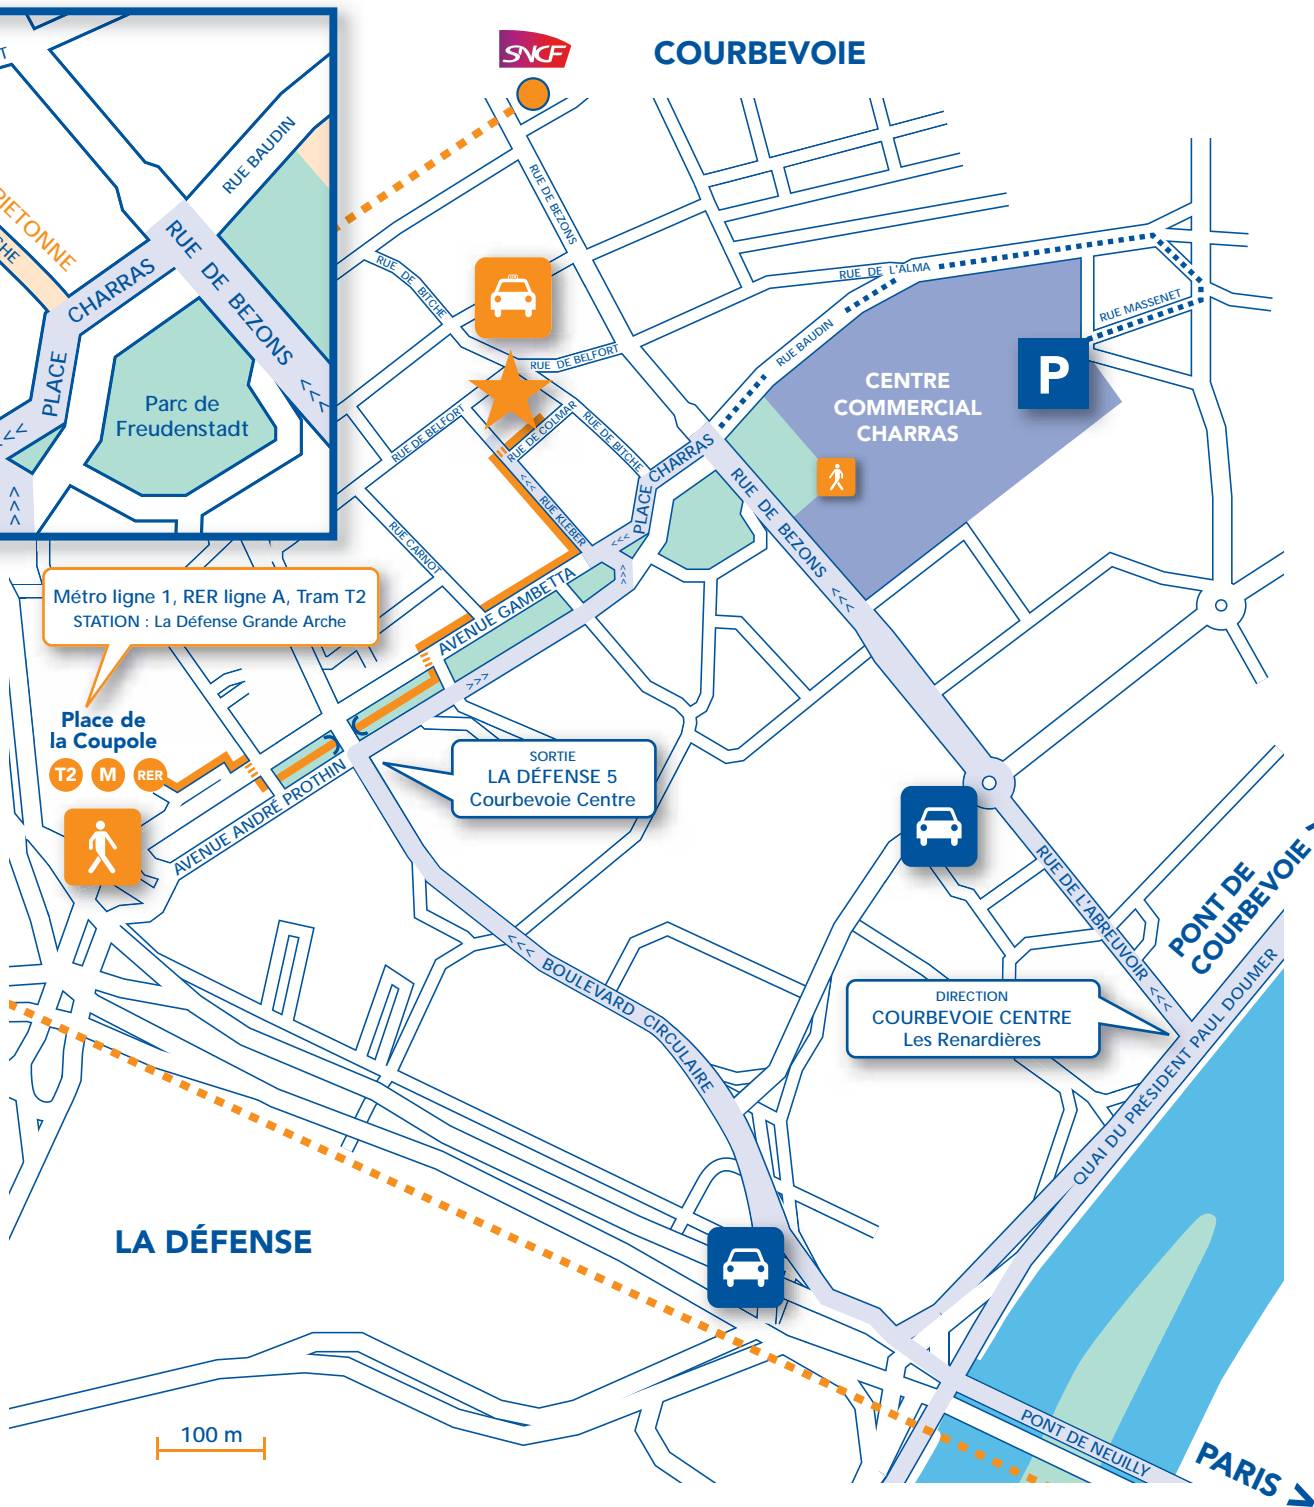 SNCF
COURBEVOIE
RUE BAUDIN
PIETONNE
RUE DE BEZONS
CHARRAS
PLACE
Parc de
Freudenstadt
<<<
<<<
>>>
RUE DE BEZONS
RUE DE BITCHE
RUE DE BELFORT
RUE DE L'ALMA
RUE MASSENET
RUE BAUDIN
P
CENTRE
COMMERCIAL
CHARRAS
RUE DE BELFORT
RUE DE COLMAR
RUE DE BITCHE
PLACE CHARRAS
RUE DE BEZONS
<<<
<<<
RUE KLEBER
<<<
>>>
RUE CARNOT
AVENUE GAMBETTA
>>>
Métro ligne 1, RER ligne A, Tram T2
STATION : La Défense Grande Arche
Place de
la Coupole
T2 M RER
AVENUE ANDRÉ PROTHIN
SORTIE
LA DÉFENSE 5
Courbevoie Centre
RUE DE L'ABREUVOIR <<<
PONT DE
COURBEVOIE
<<< BOULEVARD CIRCULAIRE
DIRECTION
COURBEVOIE CENTRE
Les Renardières
QUAI DU PRÉSIDENT PAUL DOUMER
LA DÉFENSE
100 m
PONT DE NEUILLY
PARIS >